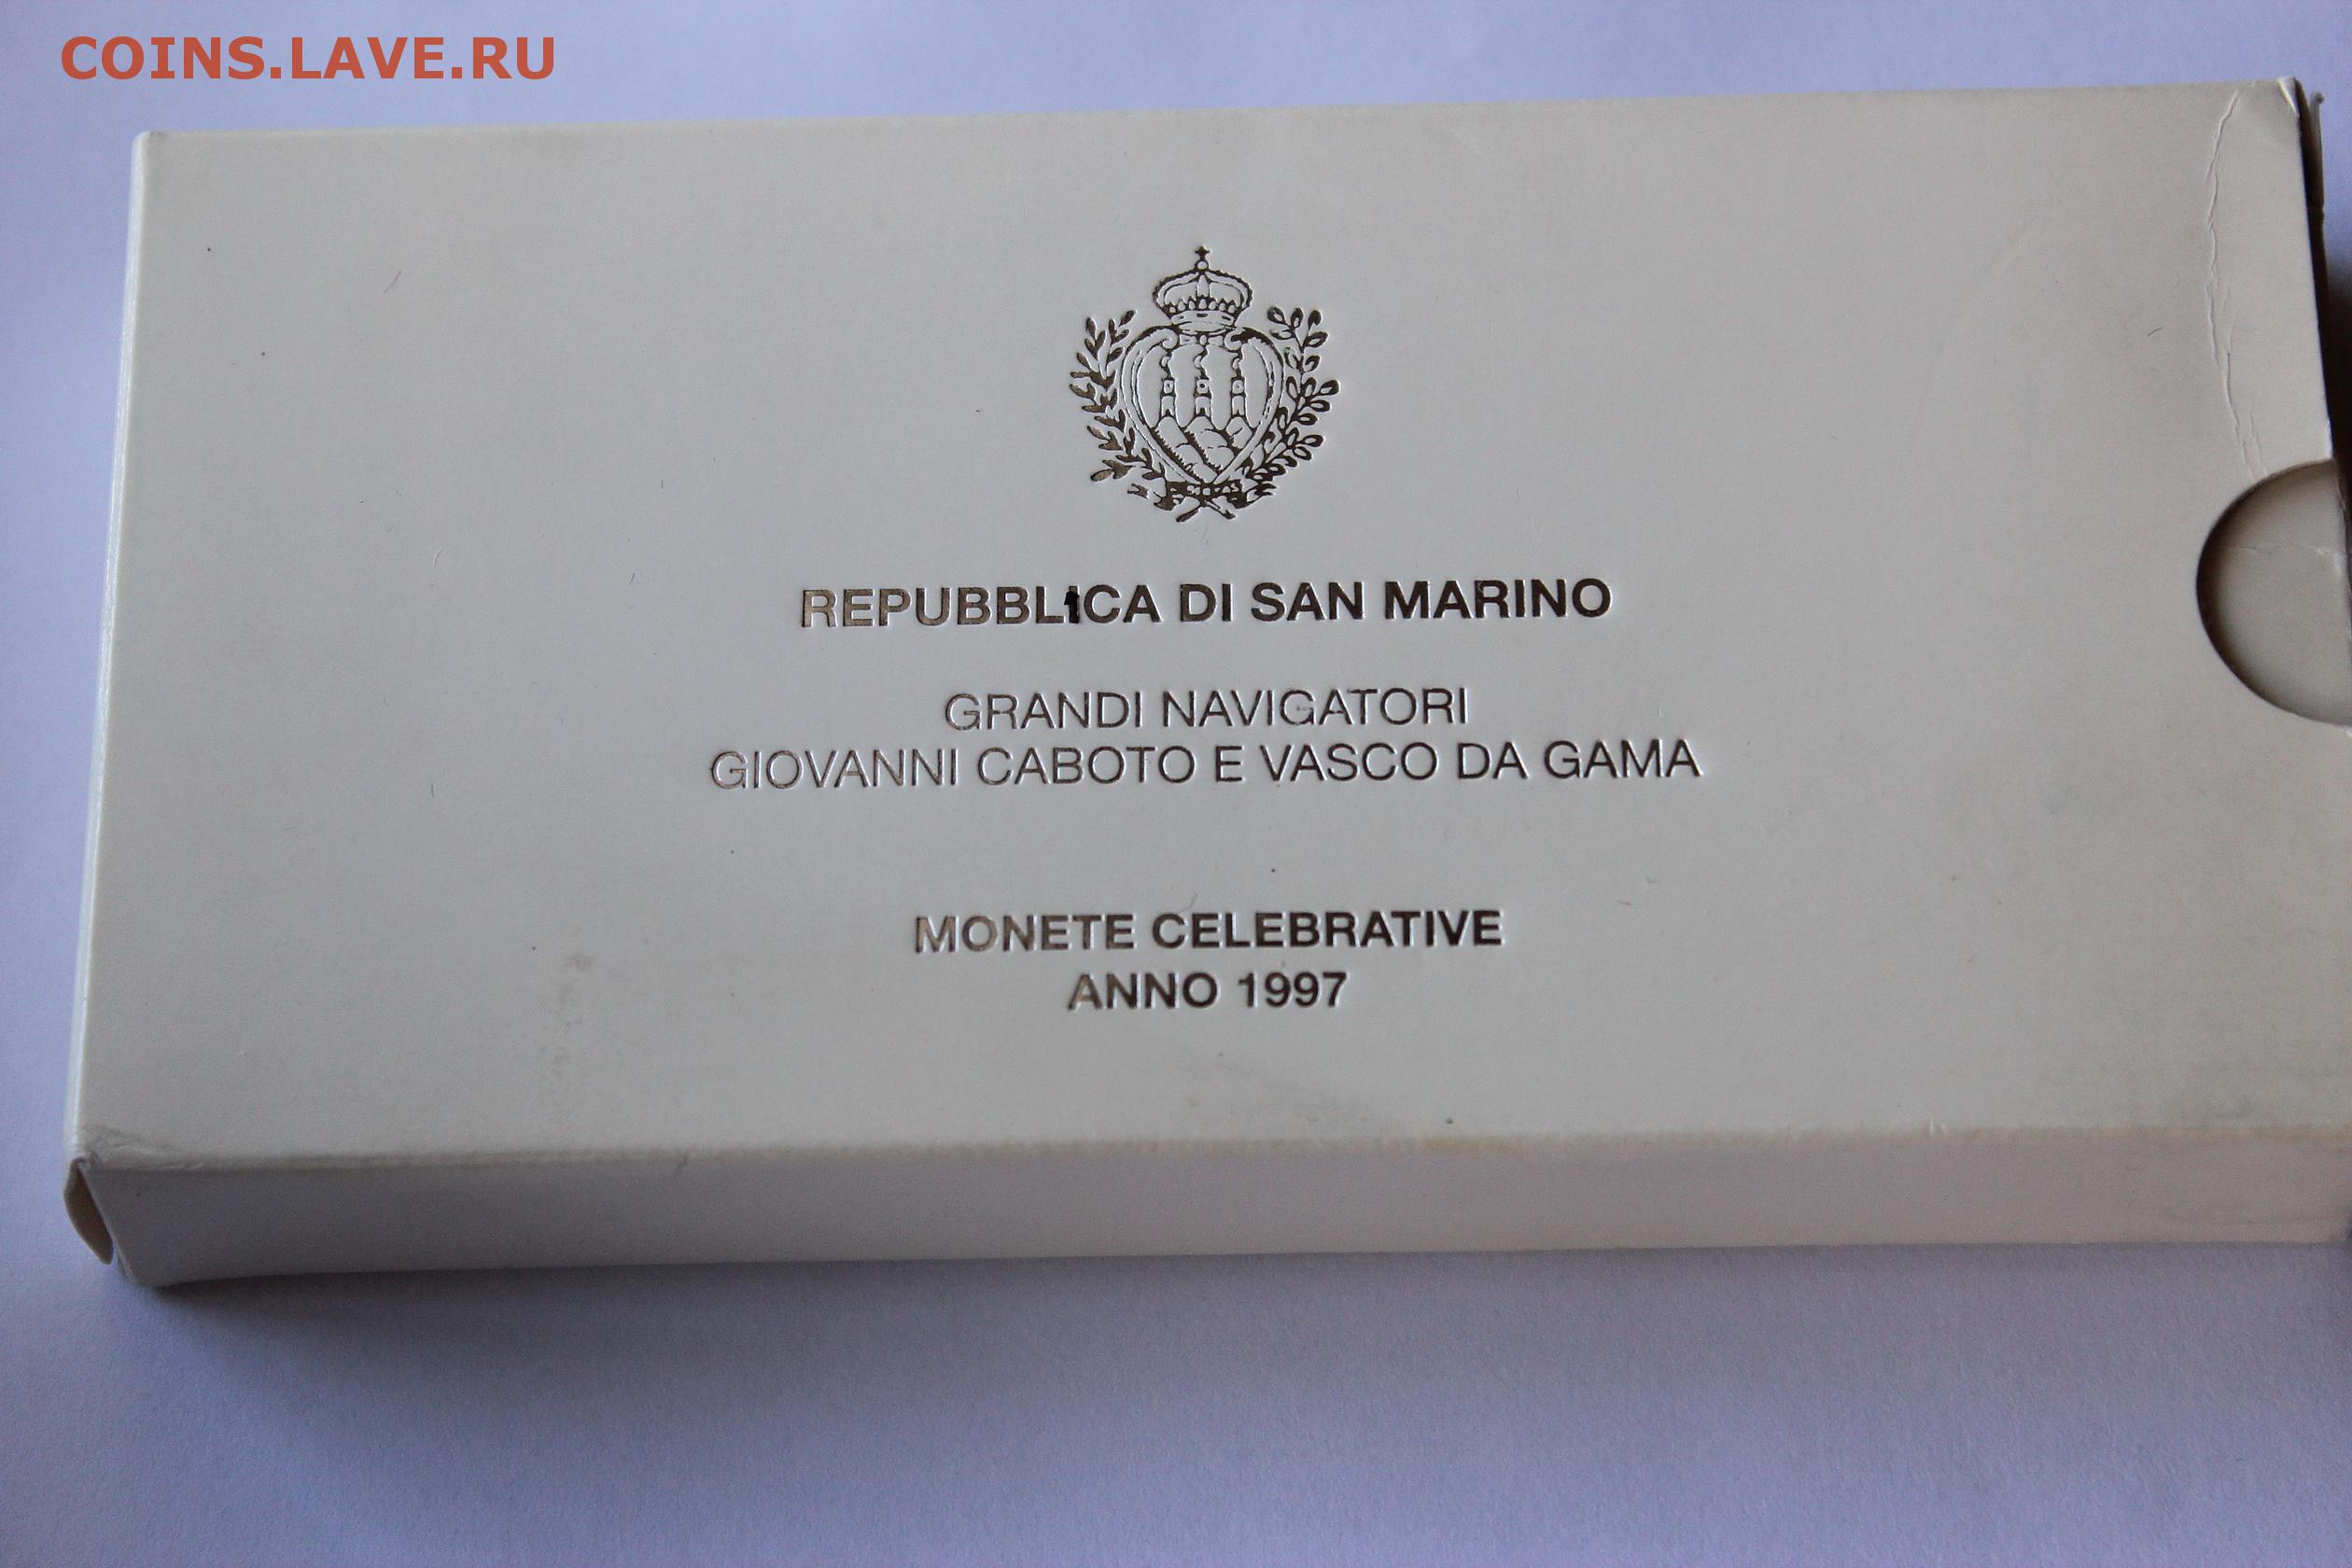 COINS.LAVE.RU
REPUBBLICA DI SAN MARINO
GRANDI NAVIGATORI
GIOVANNI CABOTO E VASCO DA GAMA
MONETE CELEBRATIVE
ANNO 1997